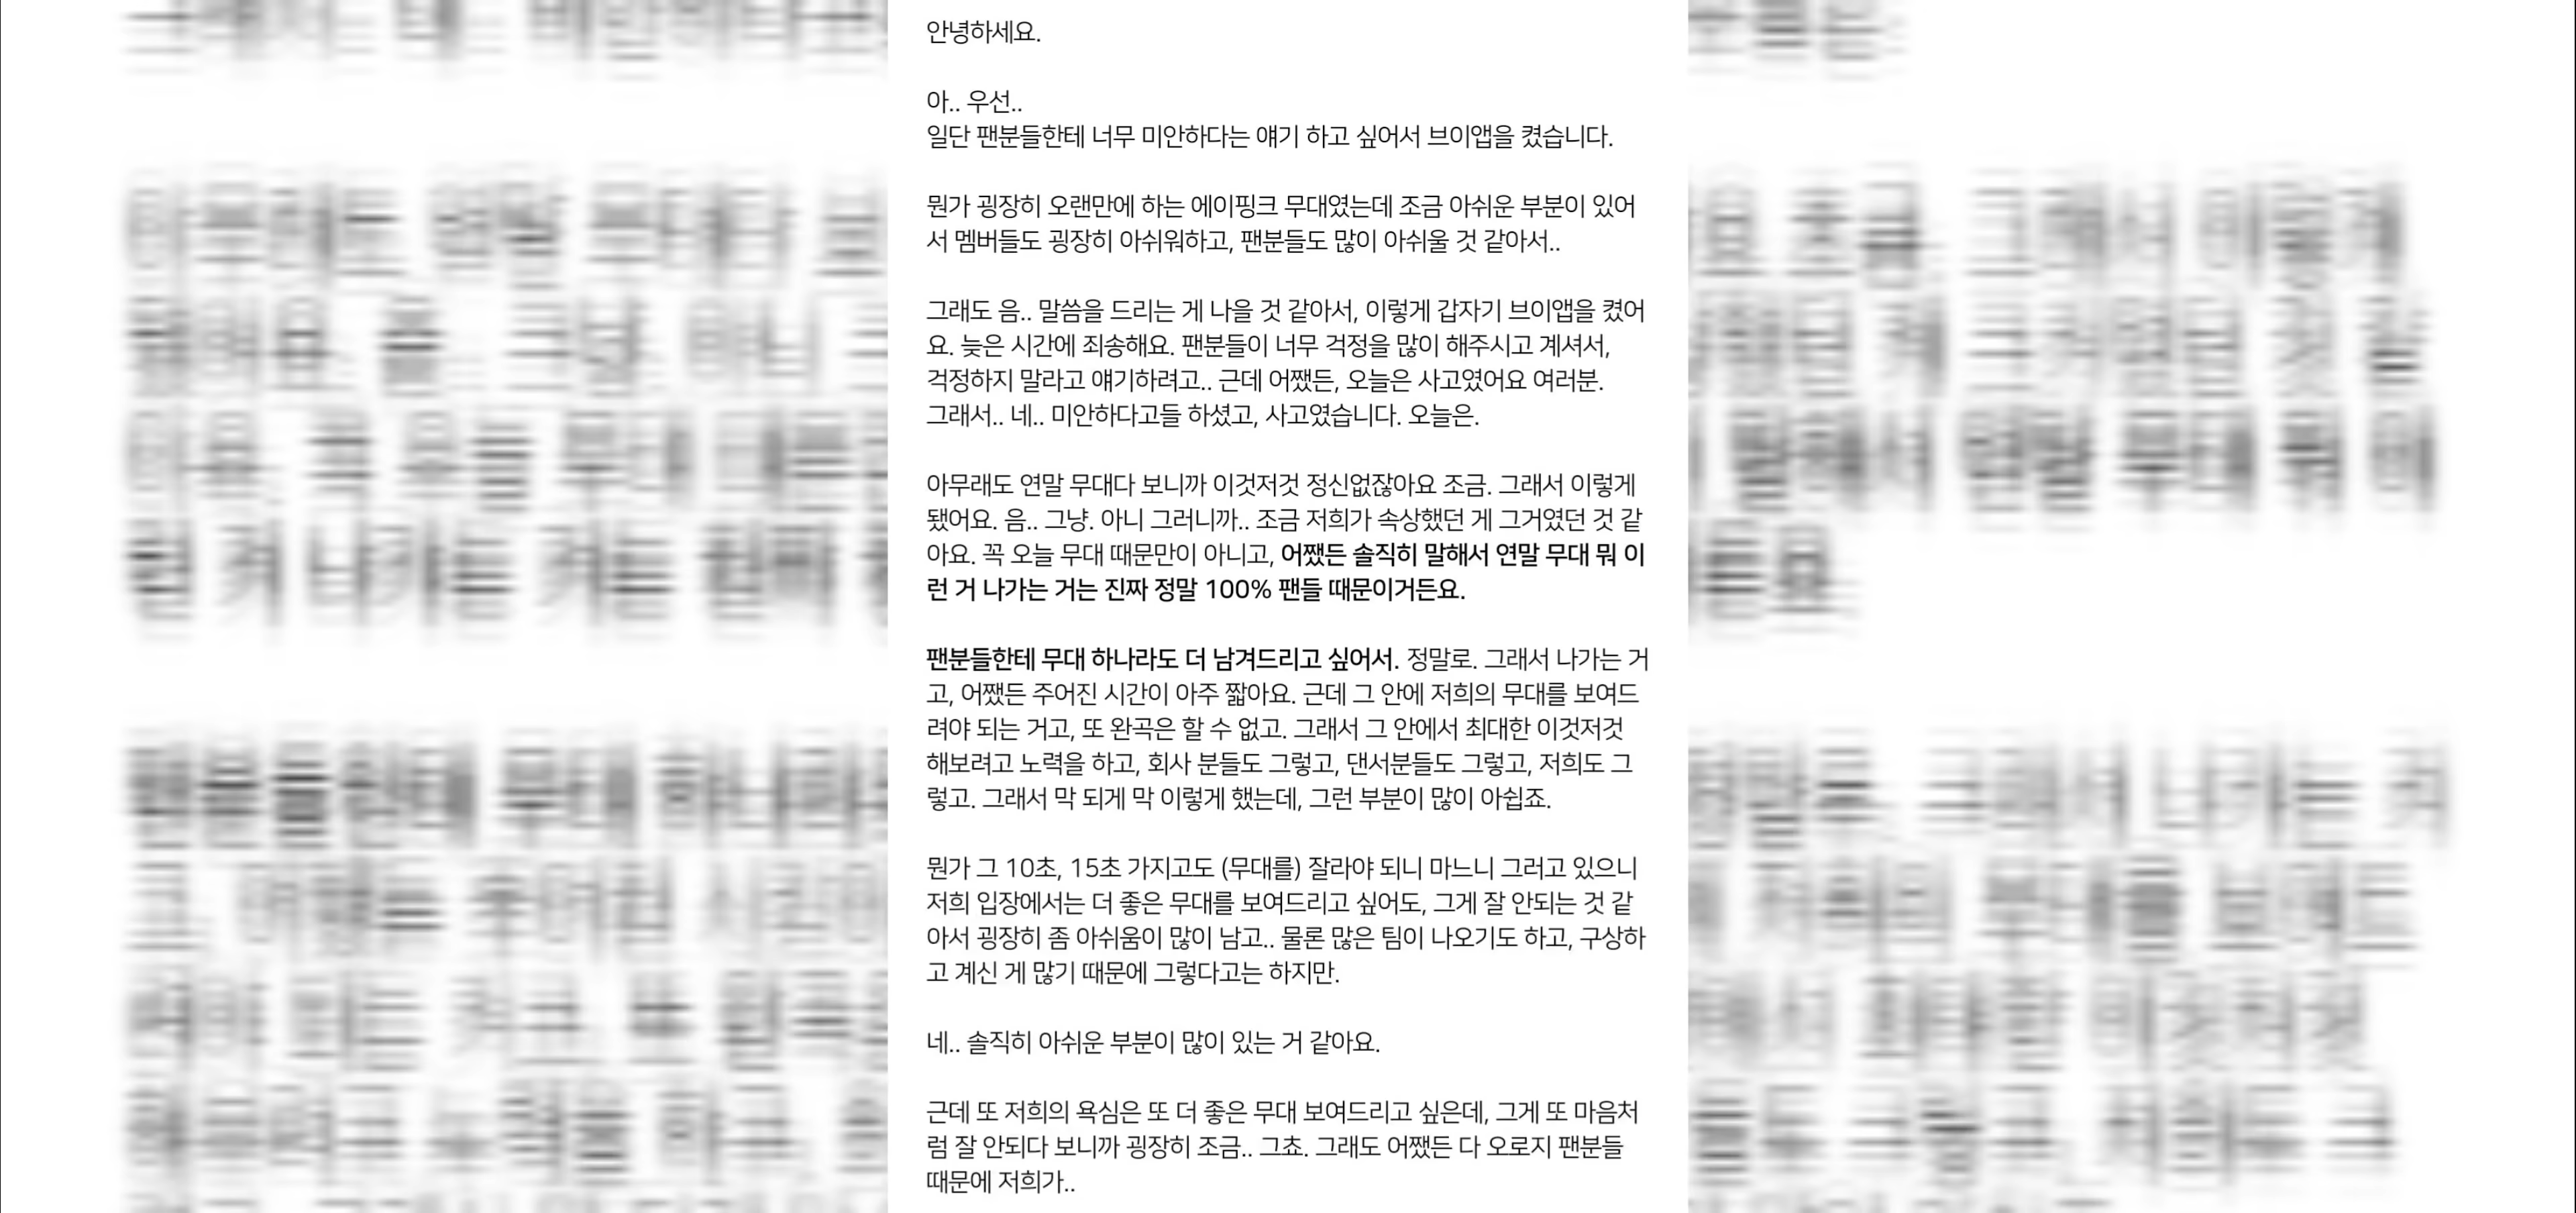 안녕하세요.
아.. 우선..
일단 팬분들한테 너무 미안하다는 얘기 하고 싶어서 브이앱을 켰습니다.
뭔가 굉장히 오랜만에 하는 에이핑크 무대였는데 조금 아쉬운 부분이 있어
서 멤버들도 굉장히 아쉬워하고, 팬분들도 많이 아쉬울 것 같아서..
그래도 음.. 말씀을 드리는 게 나을 것 같아서, 이렇게 갑자기 브이앱을 켰어
요. 늦은 시간에 죄송해요. 팬분들이 너무 걱정을 많이 해주시고 계셔서,
걱정하지 말라고 얘기하려고.. 근데 어쨌든, 오늘은 사고였어요 여러분.
그래서.. 네.. 미안하다고들 하셨고, 사고였습니다. 오늘은.
아무래도 연말 무대다 보니까 이것저것 정신없잖아요 조금. 그래서 이렇게
됐어요. 음.. 그냥. 아니 그러니까.. 조금 저희가 속상했던 게 그거였던 것 같
아요. 꼭 오늘 무대 때문만이 아니고, 어쨌든 솔직히 말해서 연말 무대 뭐 이
런 거 나가는 거는 진짜 정말 100% 팬들 때문이거든요.
팬분들한테 무대 하나라도 더 남겨드리고 싶어서. 정말로. 그래서 나가는 거
고, 어쨌든 주어진 시간이 아주 짧아요. 근데 그 안에 저희의 무대를 보여드
려야 되는 거고, 또 완곡은 할 수 없고. 그래서 그 안에서 최대한 이것저것
해보려고 노력을 하고, 회사 분들도 그렇고, 댄서분들도 그렇고, 저희도 그
렇고. 그래서 막 되게 막 이렇게 했는데, 그런 부분이 많이 아쉽죠.
뭔가 그 10초, 15초 가지고도 (무대를) 잘라야 되니 마느니 그러고 있으니
저희 입장에서는 더 좋은 무대를 보여드리고 싶어도, 그게 잘 안되는 것 같
아서 굉장히 좀 아쉬움이 많이 남고.. 물론 많은 팀이 나오기도 하고, 구상하
고 계신 게 많기 때문에 그렇다고는 하지만.
네.. 솔직히 아쉬운 부분이 많이 있는 거 같아요.
근데 또 저희의 욕심은 또 더 좋은 무대 보여드리고 싶은데, 그게 또 마음처
럼 잘 안되다 보니까 굉장히 조금.. 그쵸. 그래도 어쨌든 다 오로지 팬분들
때문에 저희가..